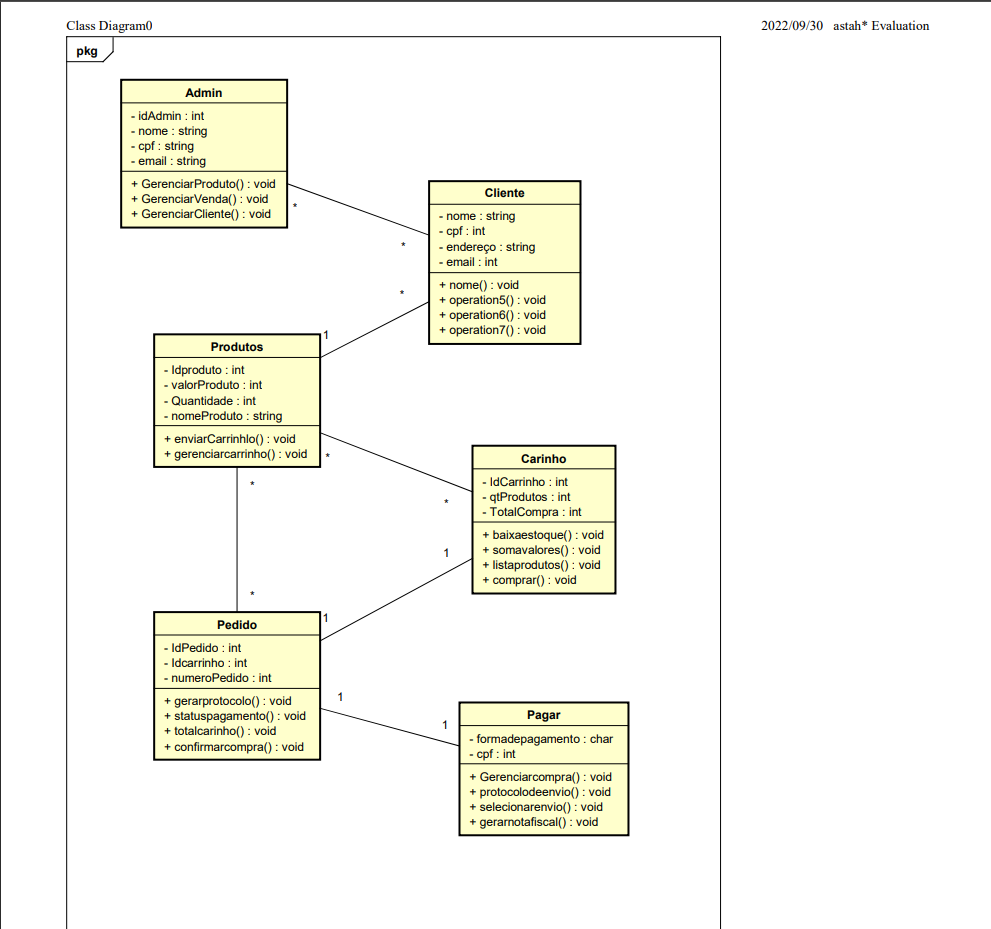 Class Diagram0
2022/09/30 astah* Evaluation
pkg
Admin
- idAdmin : int
- nome : string
- cpf : string
- email : string
+ GerenciarProduto() : void
+ GerenciarVenda() : void
+ GerenciarCliente() : void
*
*
Cliente
- nome : string
- cpf : int
- endereço : string
- email : int
+ nome() : void
+ operation5() : void
+ operation6() : void
+ operation7() : void
*
1
Produtos
- Idproduto : int
- valorProduto : int
- Quantidade : int
- nomeProduto : string
+ enviarCarrinhlo() : void
+ gerenciarcarrinho() : void
*
*
*
*
Carinho
- IdCarrinho : int
- qtProdutos : int
- TotalCompra : int
+ baixaestoque() : void
+ somavalores() : void
+ listaprodutos() : void
+ comprar() : void
1
1
Pedido
- IdPedido : int
- Idcarrinho : int
- numeroPedido : int
+ gerarprotocolo() : void
+ statuspagamento() : void
+ totalcarinho() : void
+ confirmarcompra() : void
1
1
Pagar
- formadepagamento : char
- cpf : int
+ Gerenciarcompra() : void
+ protocolodeenvio() : void
+ selecionarenvio() : void
+ gerarnotafiscal() : void